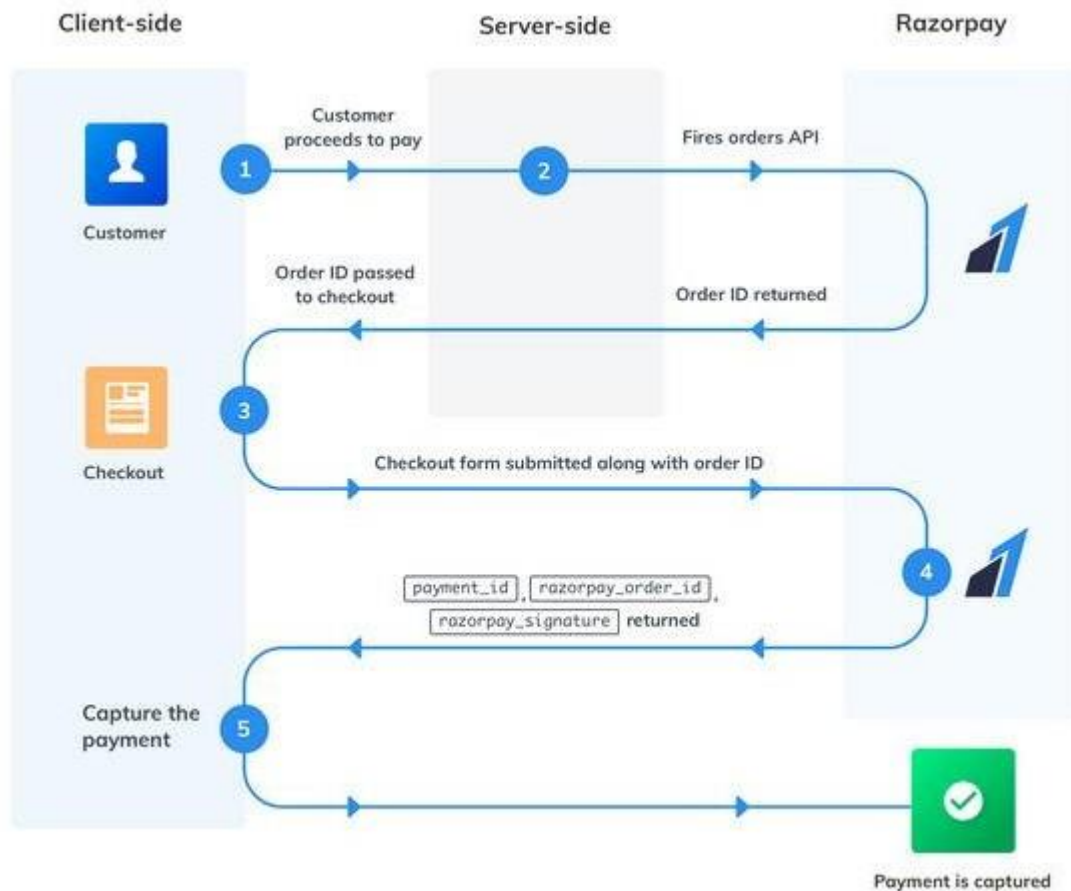 Client-side
Server-side
Razorpay
Customer
proceeds to pay
Fires orders API
1
2
Customer
Order ID passed
to checkout
Order ID returned
3
Checkout
Checkout form submitted along with order ID
4
payment_id, razorpay_order_id,
razorpay_signature returned
Capture the
payment
5
Payment is captured